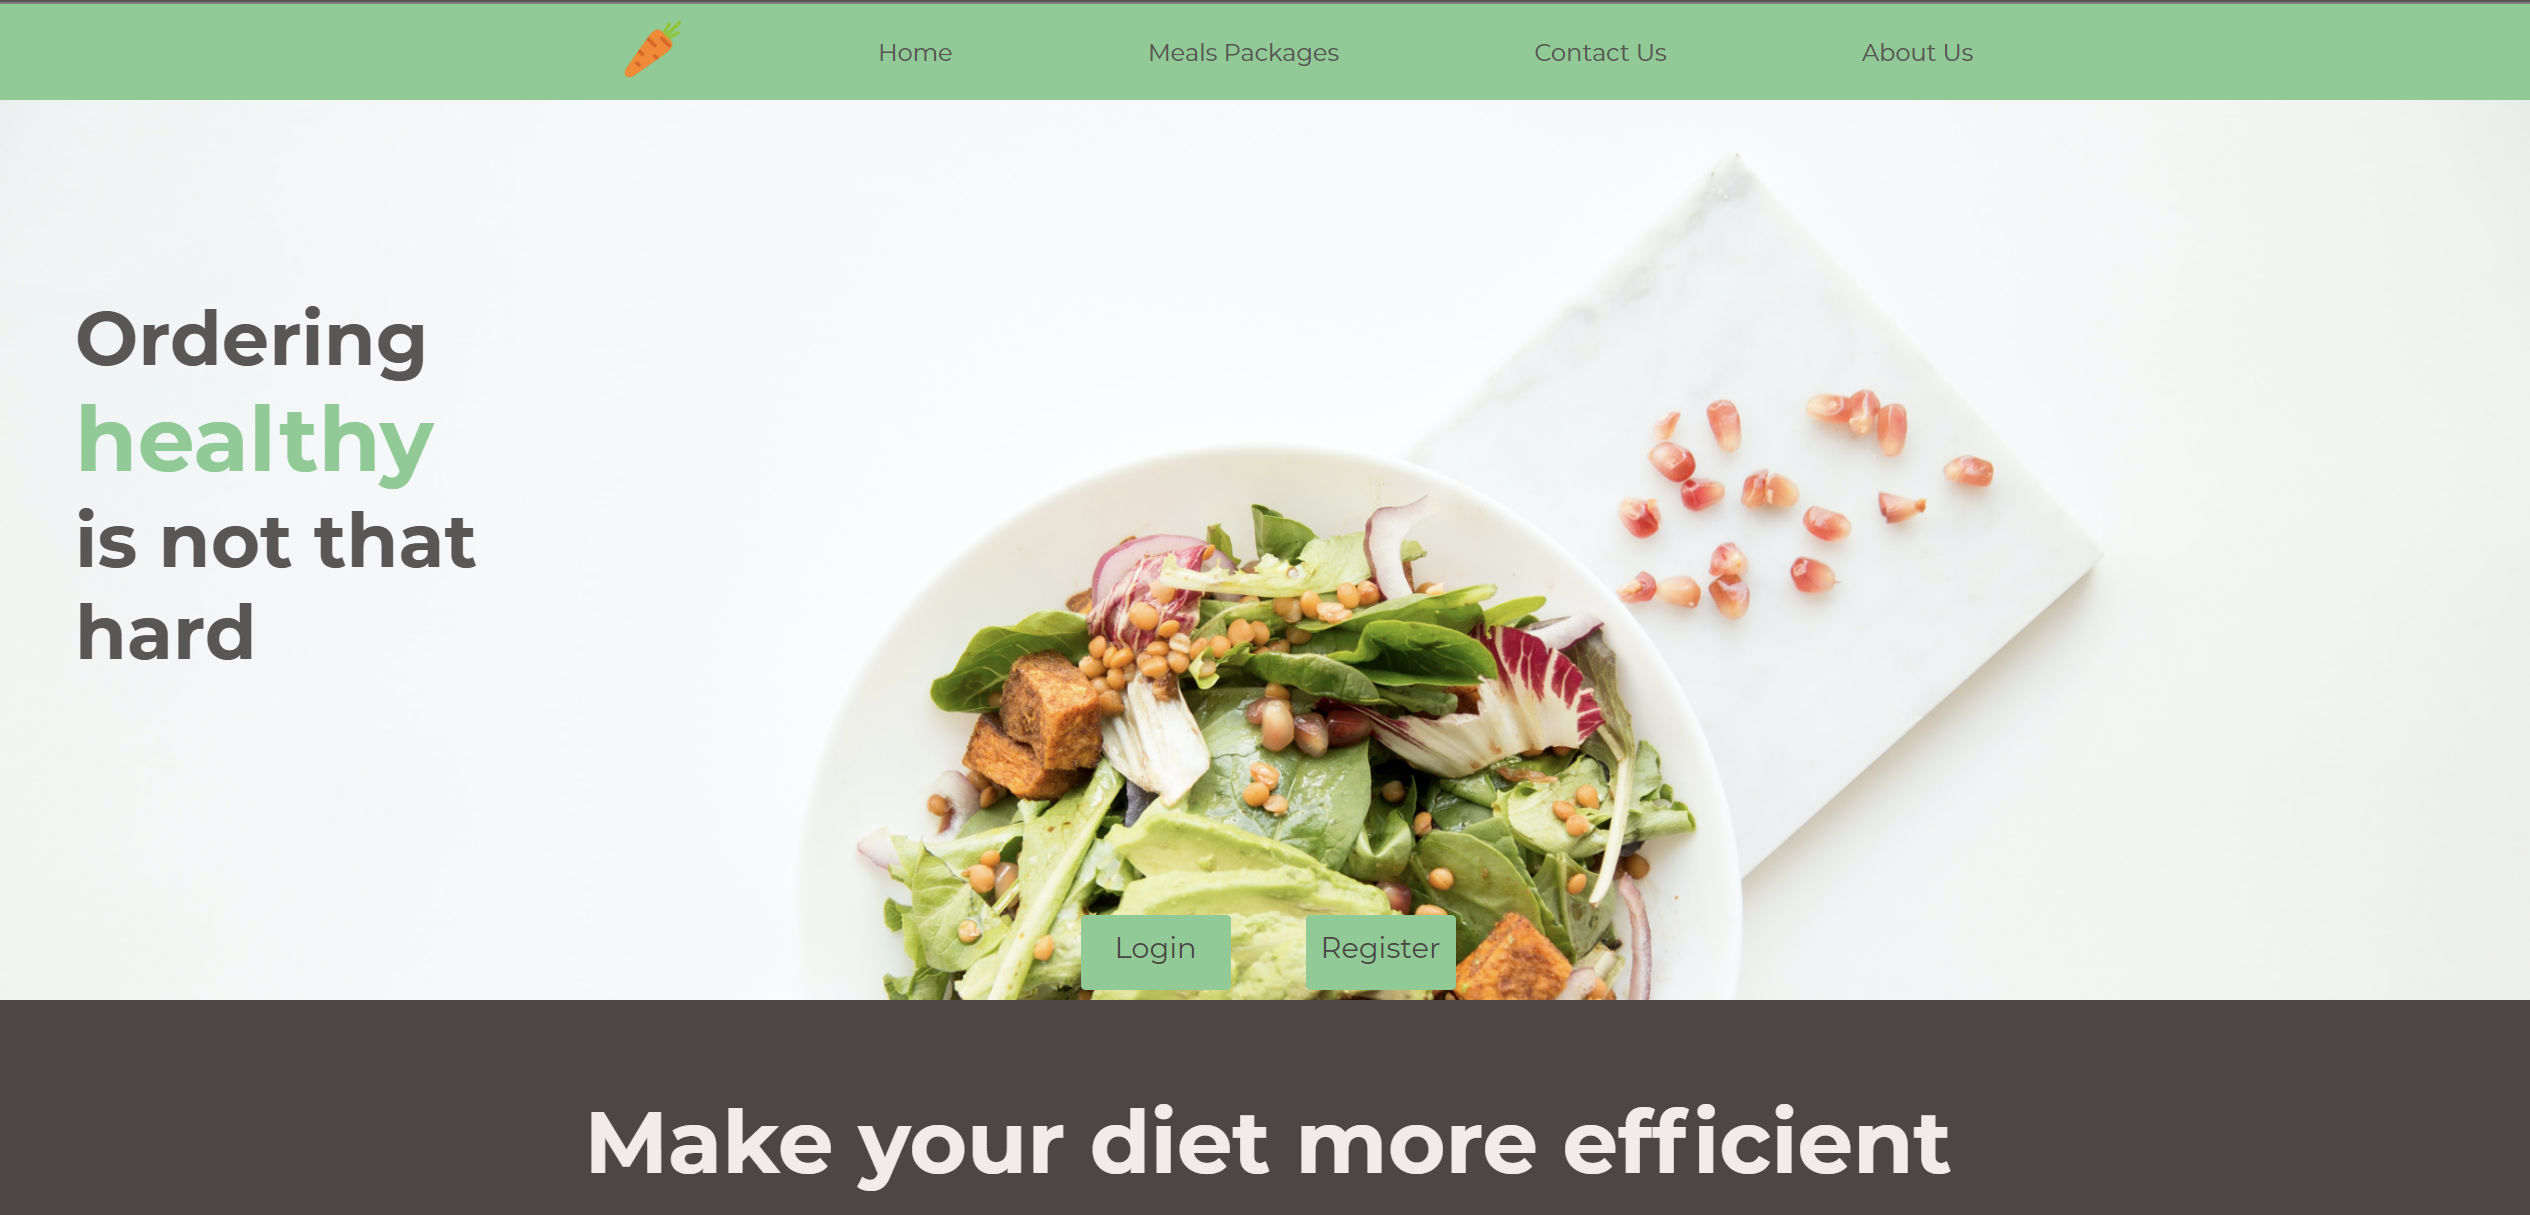 Home Meals Packages Contact Us About Us
Ordering
healthy
is not that
hard
Login Register
Make your diet more efficient